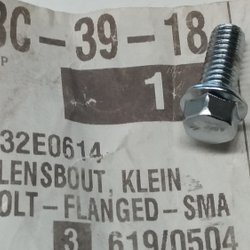 BC-39-18
P
1
32E0614
LENSBOUT, KLEIN
OLT-FLANGED-SMA
3 619/0504